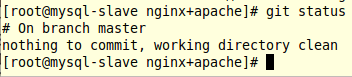 [root@mysql-slave nginx+apache]# git status
# On branch master
nothing to commit, working directory clean
[root@mysql-slave nginx+apache]#